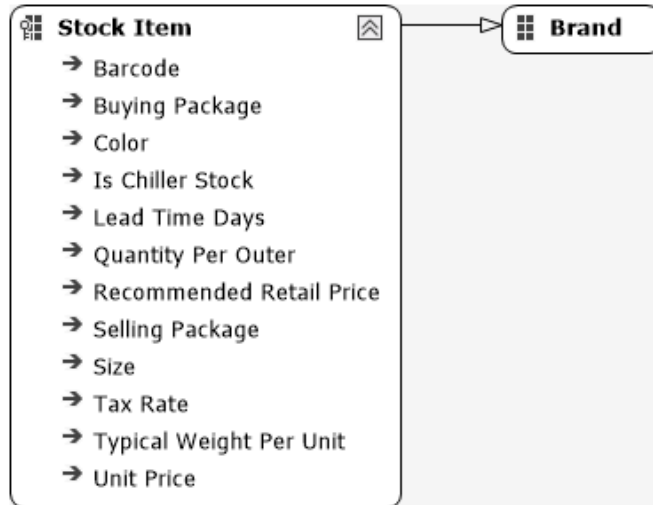 Stock Item
Brand
Barcode
Buying Package
Color
Is Chiller Stock
Lead Time Days
Quantity Per Outer
Recommended Retail Price
Selling Package
Size
Tax Rate
Typical Weight Per Unit
Unit Price